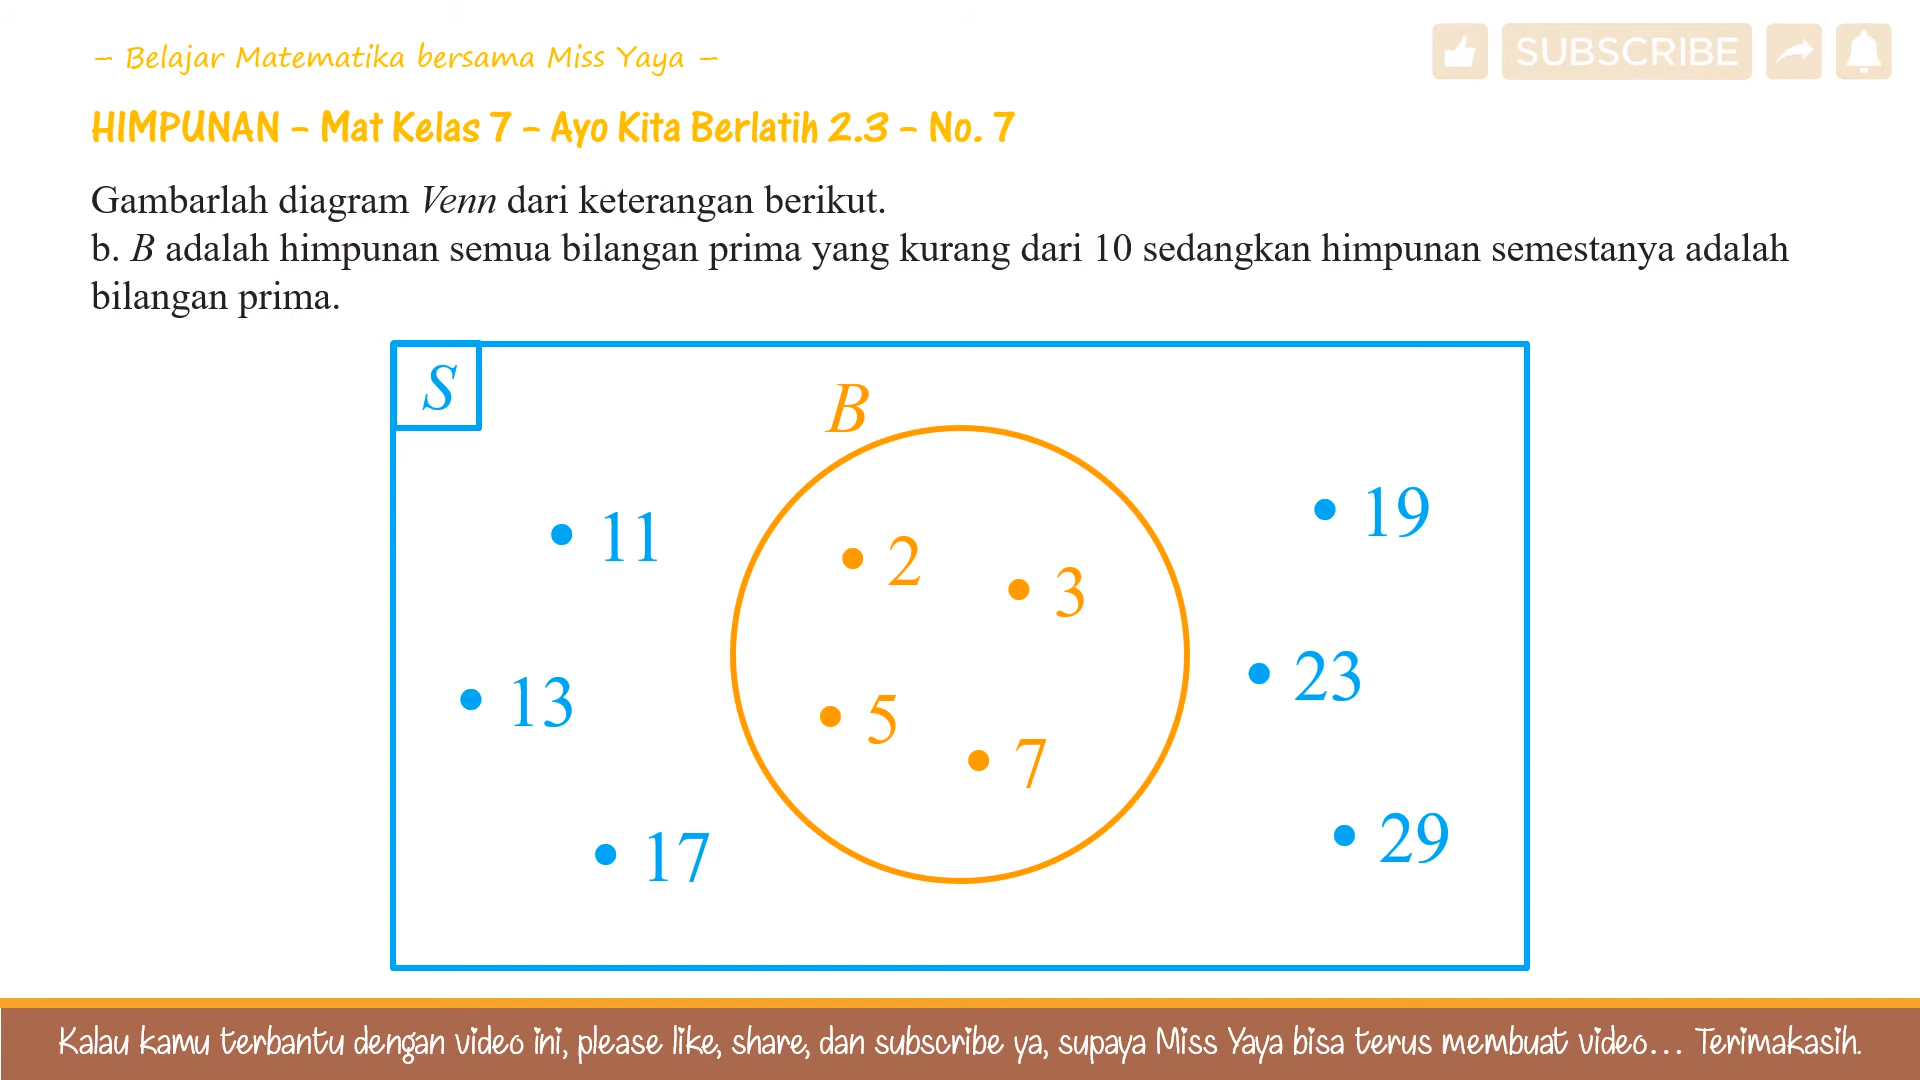 – Belajar Matematika bersama Miss Yaya –
SUBSCRIBE
HIMPUNAN – Mat Kelas 7 – Ayo Kita Berlatih 2.3 – No. 7
Gambarlah diagram Venn dari keterangan berikut.
b. B adalah himpunan semua bilangan prima yang kurang dari 10 sedangkan himpunan semestanya adalah
bilangan prima.
S
B
• 11
• 2
• 3
• 19
• 13
• 5
• 7
• 23
• 17
• 29
Kalau kamu terbantu dengan video ini, please like, share, dan subscribe ya, supaya Miss Yaya bisa terus membuat video... Terimakasih.